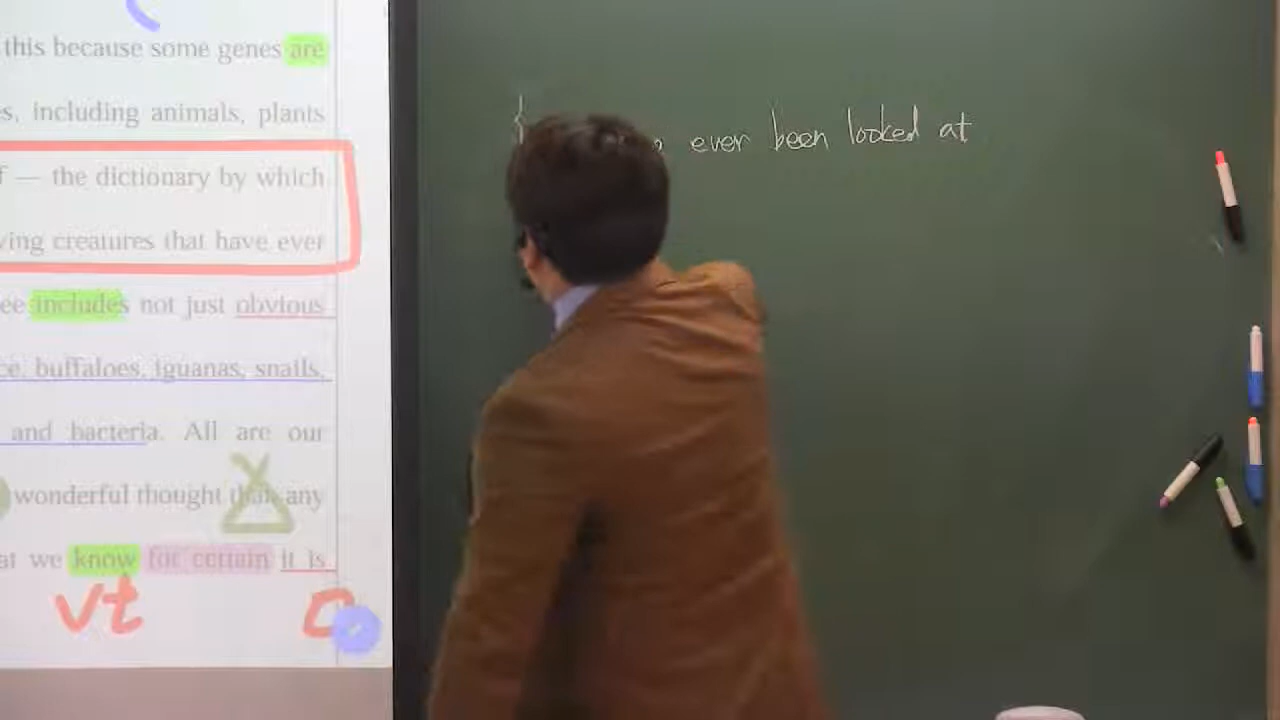 this because some genes are
s, including animals, plants
f — the dictionary by which
ving creatures that have ever
ee includes not just obvious
ce, buffaloes, iguanas, snails,
and bacteria. All are our
wonderful thought than any
at we know for certain it is
vt
ever been looked at